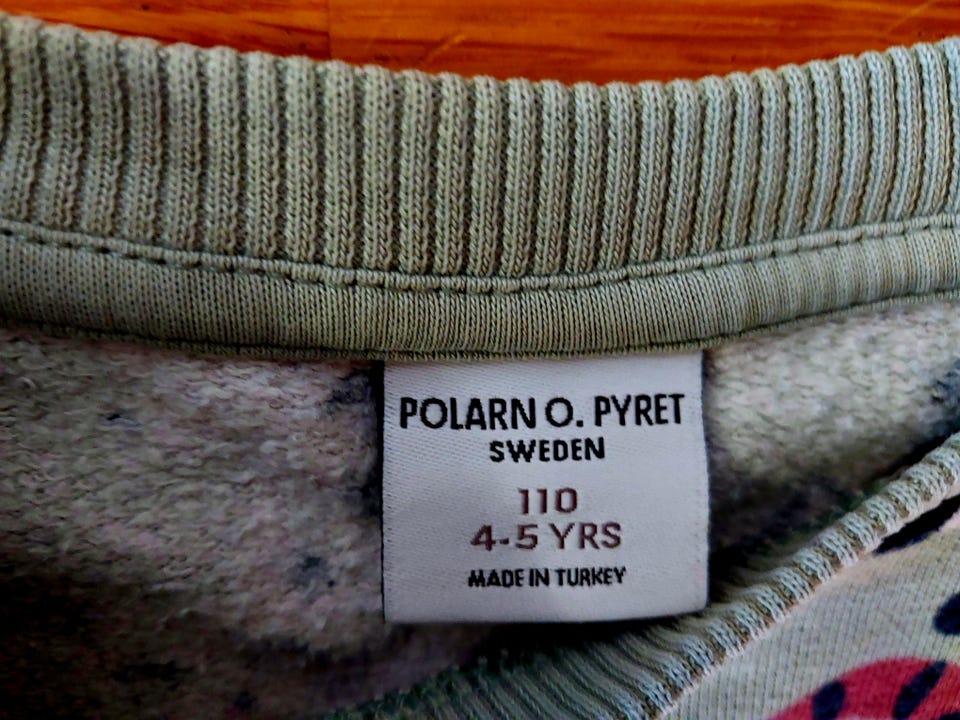 POLARN O. PYRET
SWEDEN
110
4-5 YRS
MADE IN TURKEY